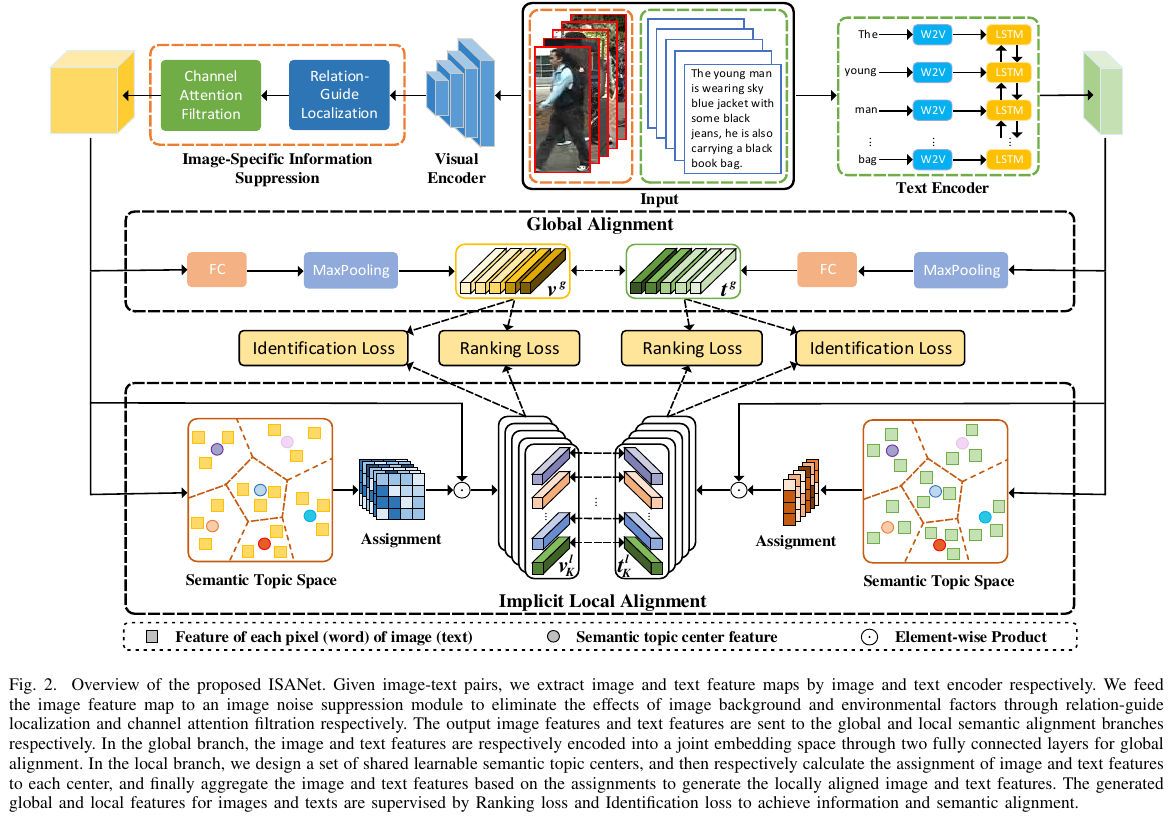 Channel
Attention
Filtration
Relation-
Guide
Localization
Image-Specific Information
Suppression
Visual
Encoder
The young man
is wearing sky
blue jacket with
some black
jeans, he is also
carrying a black
book bag.
Input
The W2V LSTM
young W2V LSTM
man W2V LSTM
⋮ ⋮ ⋮
bag W2V LSTM
Text Encoder
Global Alignment
FC MaxPooling v^g t^g FC MaxPooling
Identification Loss Ranking Loss Ranking Loss Identification Loss
Assignment
Semantic Topic Space
v_K^l t_K^l
Assignment
Semantic Topic Space
Implicit Local Alignment
Feature of each pixel (word) of image (text) Semantic topic center feature Element-wise Product
Fig. 2. Overview of the proposed ISANet. Given image-text pairs, we extract image and text feature maps by image and text encoder respectively. We feed
the image feature map to an image noise suppression module to eliminate the effects of image background and environmental factors through relation-guide
localization and channel attention filtration respectively. The output image features and text features are sent to the global and local semantic alignment branches
respectively. In the global branch, the image and text features are respectively encoded into a joint embedding space through two fully connected layers for global
alignment. In the local branch, we design a set of shared learnable semantic topic centers, and then respectively calculate the assignment of image and text features
to each center, and finally aggregate the image and text features based on the assignments to generate the locally aligned image and text features. The generated
global and local features for images and texts are supervised by Ranking loss and Identification loss to achieve information and semantic alignment.